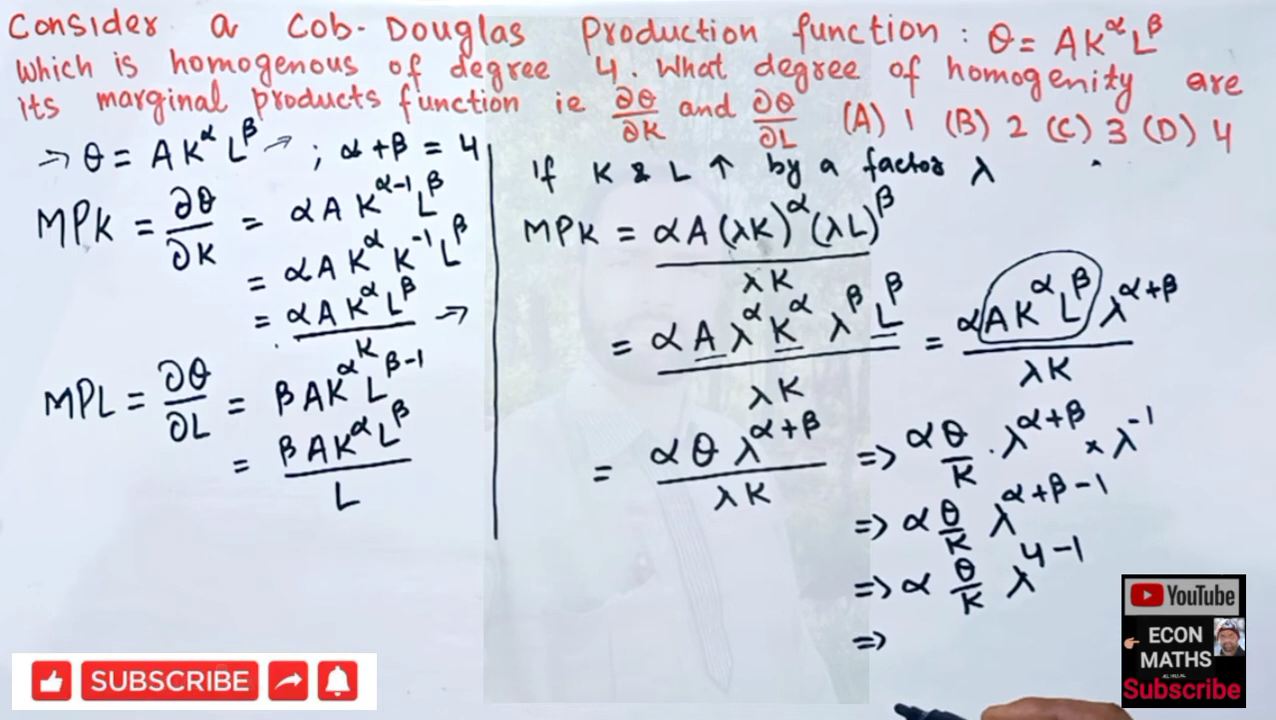 Consider a Cob-Douglas Production function : θ = AK^α L^β
which is homogenous of degree 4. What degree of homogenity are
its marginal products function ie ∂θ/∂K and ∂θ/∂L (A) 1 (B) 2 (C) 3 (D) 4
→ θ = AK^α L^β → ; α+β = 4
MPK = ∂θ/∂K = αAK^(α-1) L^β
= αAK^α K^-1 L^β
= αAK^α L^β / K →
MPL = ∂θ/∂L = βAK^α L^(β-1)
= βAK^α L^β / L
If K & L ↑ by a factor λ
MPK = αA(λK)^α (λL)^β / λK
= αAλ^α K^α λ^β L^β / λK = αAK^α L^β λ^(α+β) / λK
= αθλ^(α+β) / λK => αθ/K . λ^(α+β) × λ^-1
=> α θ/K λ^(α+β-1)
=> α θ/K λ^(4-1)
=>
SUBSCRIBE
YouTube
ECON
MATHS
Subscribe